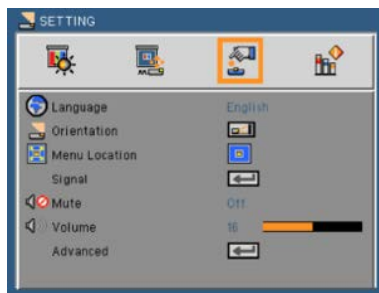 SETTING
Language English
Orientation
Menu Location
Signal
Mute Off
Volume 16
Advanced